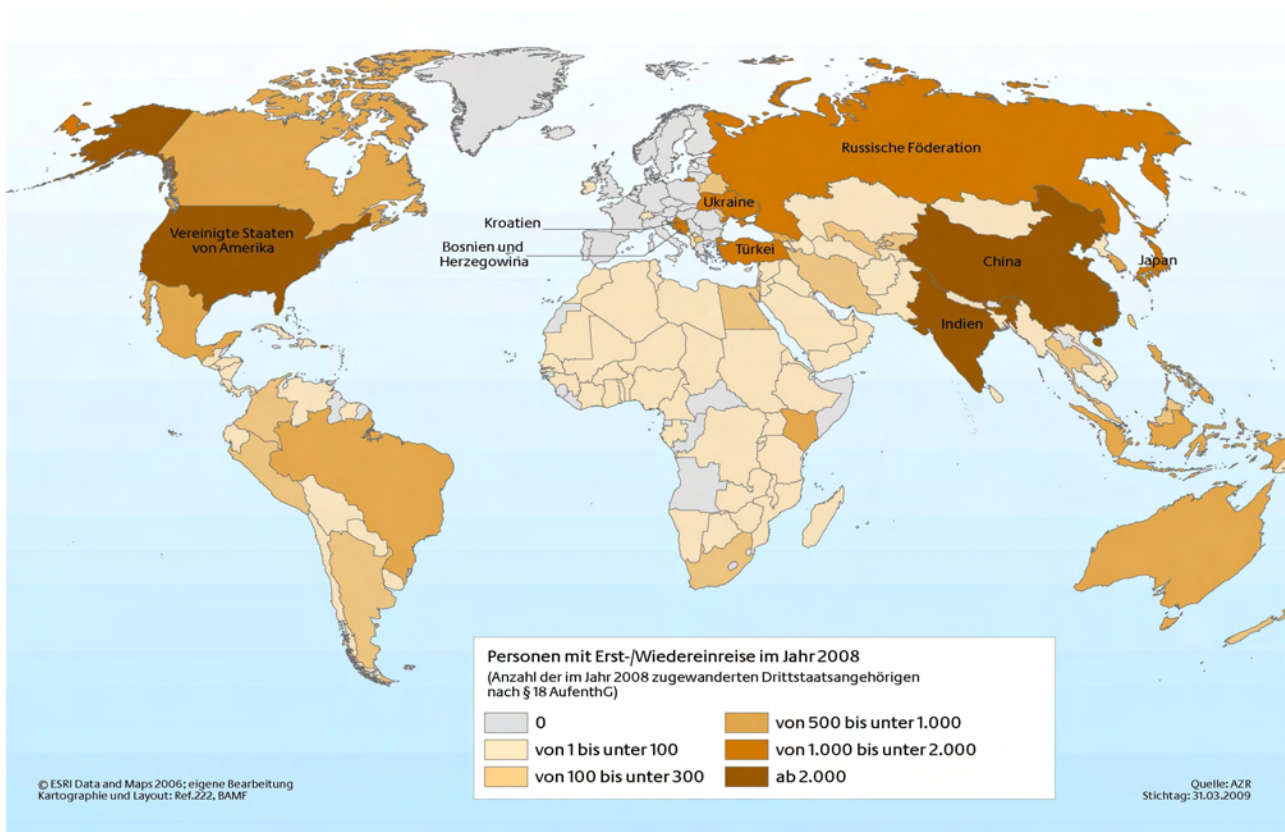 Russische Föderation
Ukraine
Kroatien
Vereinigte Staaten
von Amerika
Bosnien und
Herzegowina
Türkei
China
Japan
Indien
Personen mit Erst-/Wiedereinreise im Jahr 2008
(Anzahl der im Jahr 2008 zugewanderten Drittstaatsangehörigen
nach § 18 AufenthG)
0
von 1 bis unter 100
von 100 bis unter 300
von 500 bis unter 1.000
von 1.000 bis unter 2.000
ab 2.000
© ESRI Data and Maps 2006; eigene Bearbeitung
Kartographie und Layout: Ref.222, BAMF
Quelle: AZR
Stichtag: 31.03.2009